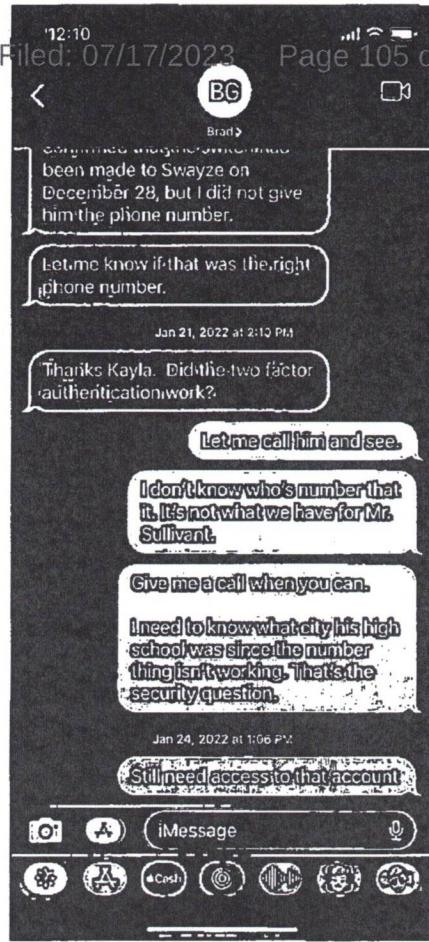 12:10
Filed: 07/17/2023 Page 105 o
BG
Brad >
been made to Swayze on
December 28, but I did not give
him the phone number.
Let me know if that was the right
phone number.
Jan 21, 2022 at 2:10 PM
Thanks Kayla. Did the two factor
authentication work?
Let me call him and see.
I don't know who's number that
it. It's not what we have for Mr.
Sullivant.
Give me a call when you can.
I need to know what city his high
school was since the number
thing isn't working. That's the
security question.
Jan 24, 2022 at 1:06 PM
Still need access to that account
iMessage
Cash